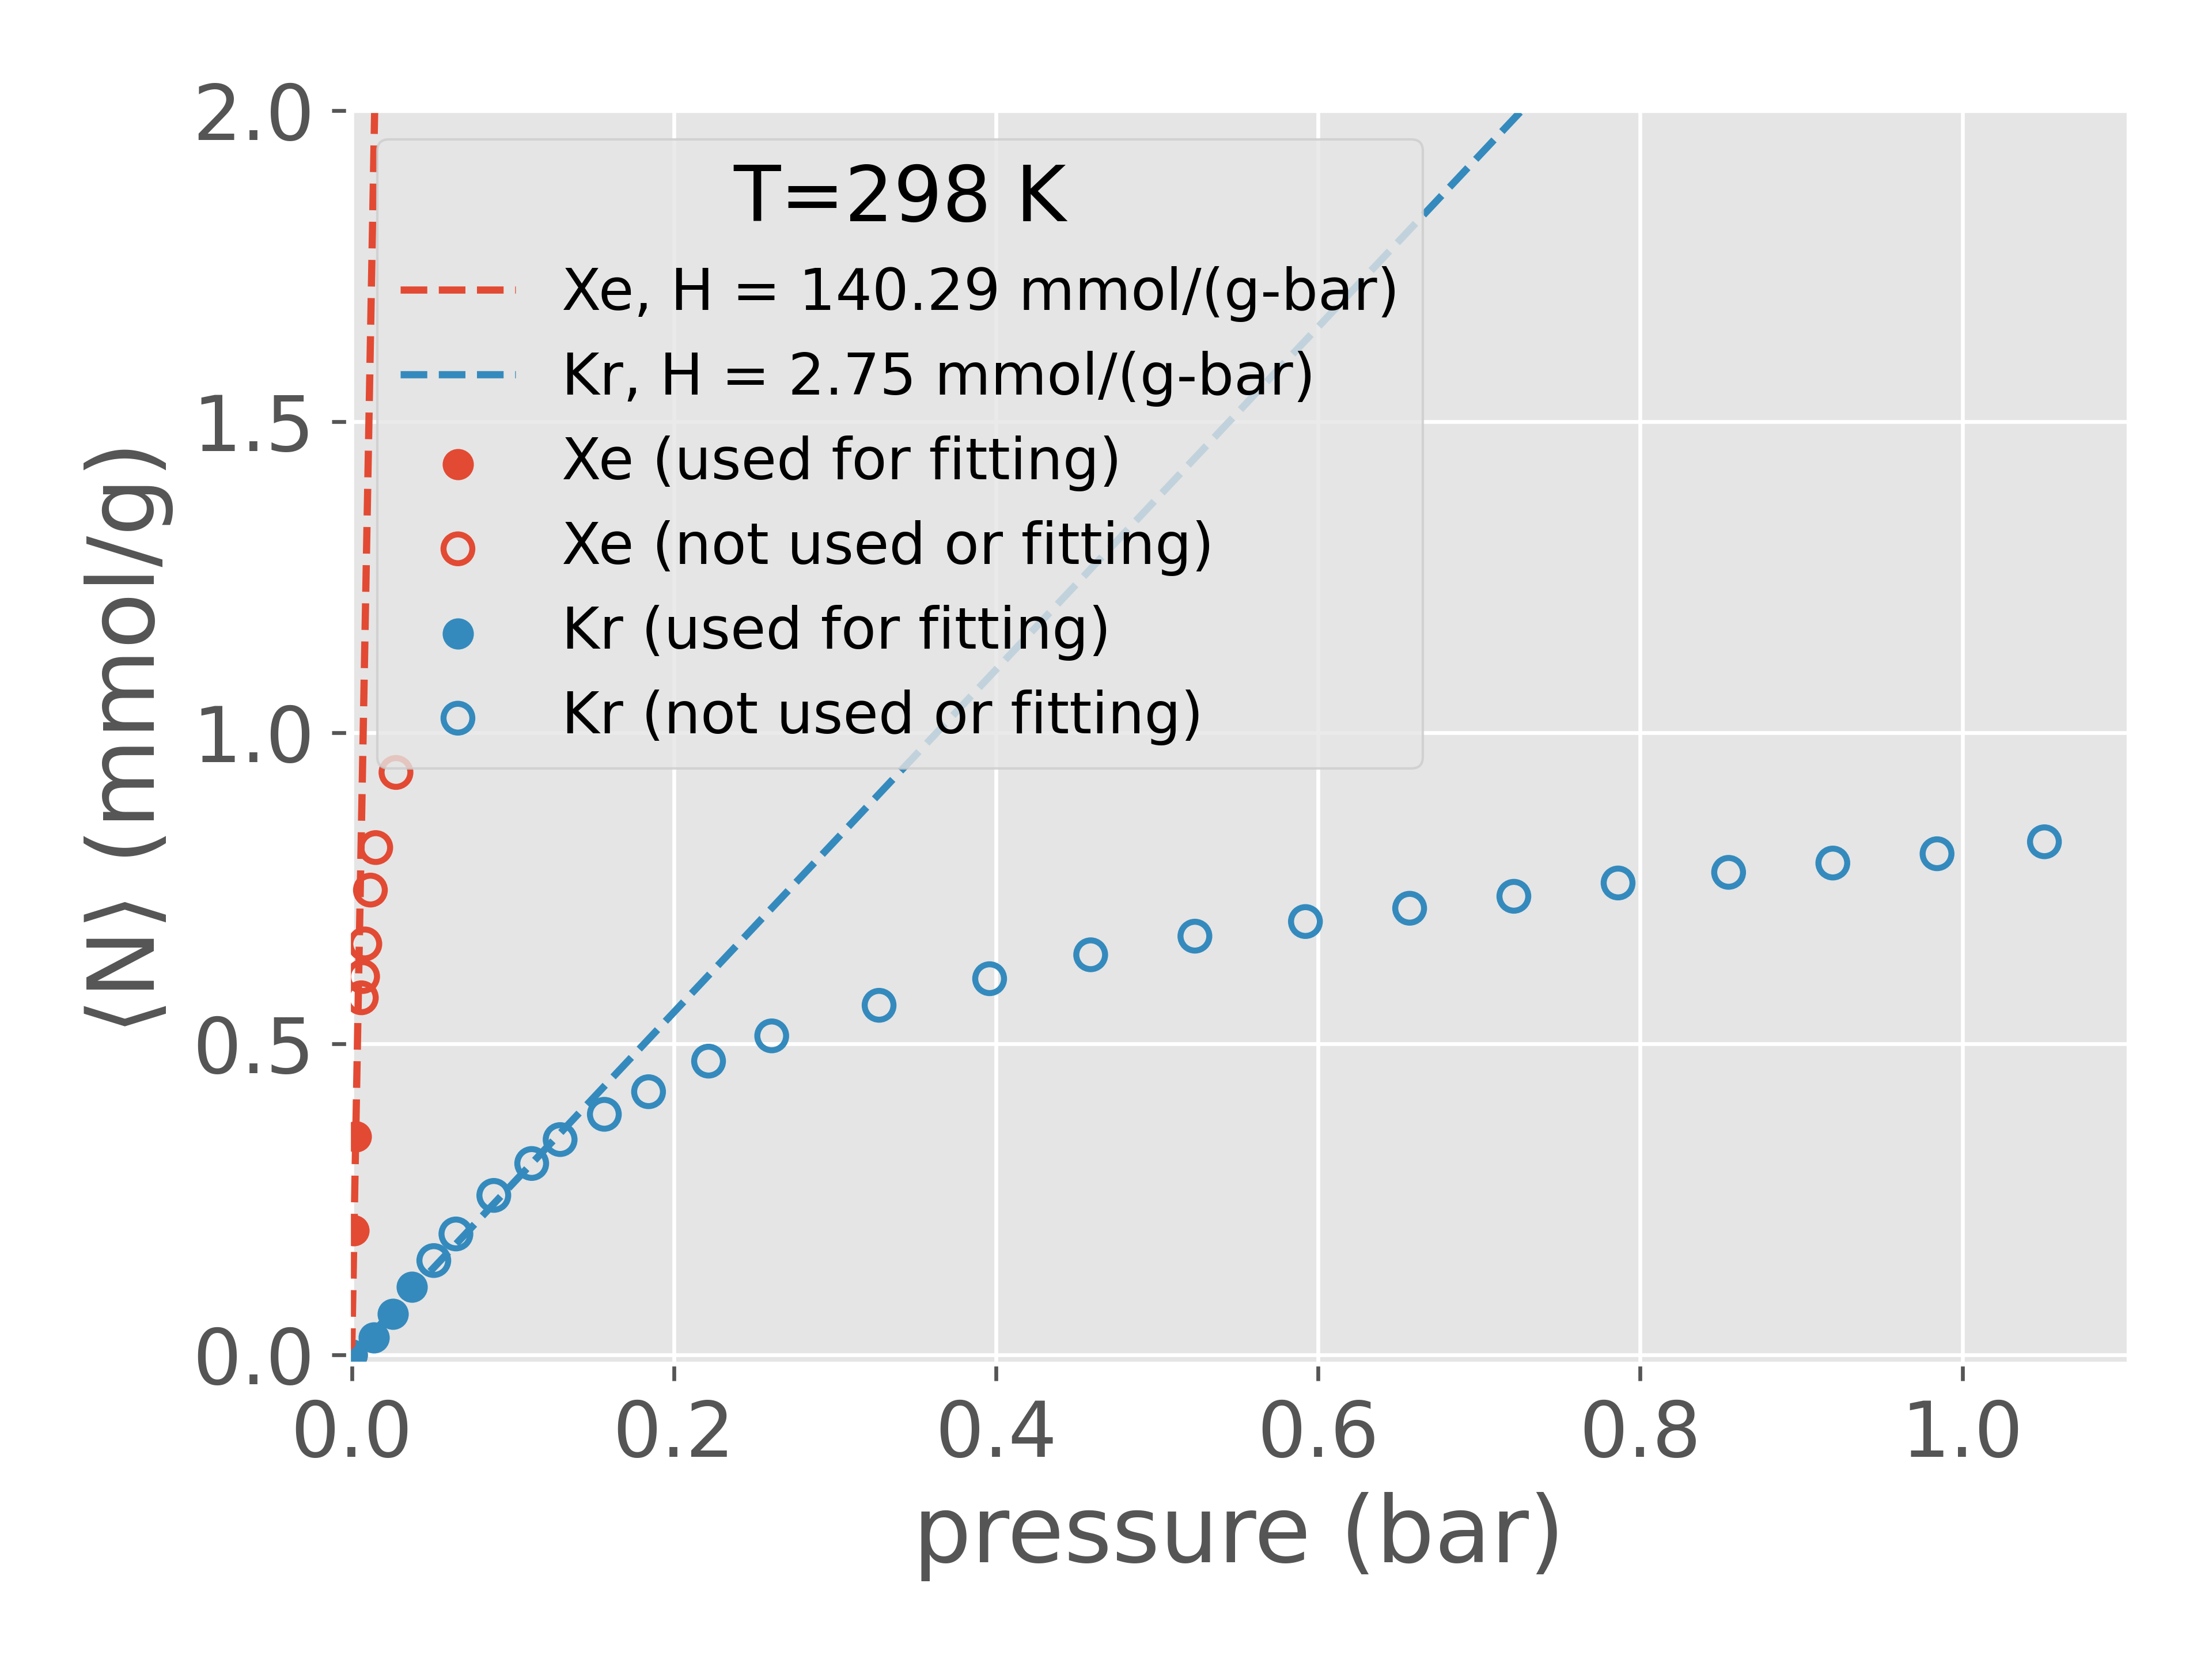 2.0
1.5
1.0
0.5
0.0
⟨N⟩ (mmol/g)
T=298 K
Xe, H = 140.29 mmol/(g-bar)
Kr, H = 2.75 mmol/(g-bar)
Xe (used for fitting)
Xe (not used or fitting)
Kr (used for fitting)
Kr (not used or fitting)
0.0 0.2 0.4 0.6 0.8 1.0
pressure (bar)